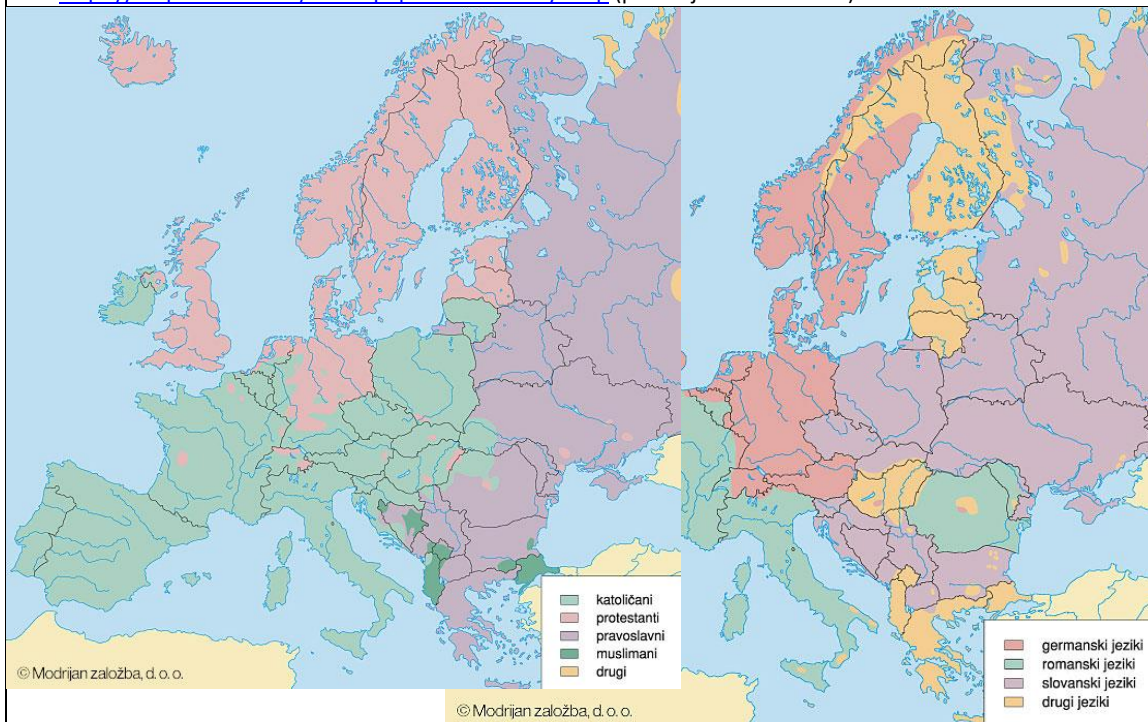 katoličani
protestanti
pravoslavni
muslimani
drugi
© Modrijan založba, d. o. o.
germanski jeziki
romanski jeziki
slovanski jeziki
drugi jeziki
© Modrijan založba, d. o. o.